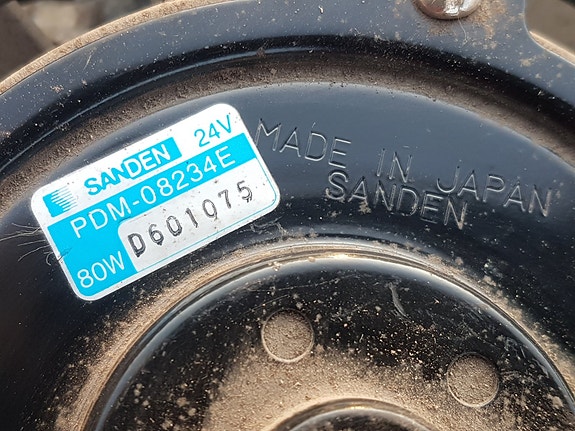 SANDEN 24V
PDM-08234E
80W D601075
MADE IN JAPAN
SANDEN